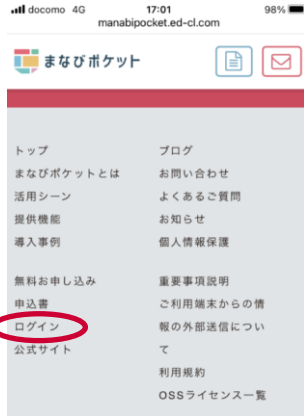 docomo 4G 17:01 98%
manabipocket.ed-cl.com
まなびポケット
トップ
まなびポケットとは
活用シーン
提供機能
導入事例
無料お申し込み
申込書
ログイン
公式サイト
ブログ
お問い合わせ
よくあるご質問
お知らせ
個人情報保護
重要事項説明
ご利用端末からの情
報の外部送信につい
て
利用規約
OSSライセンス一覧